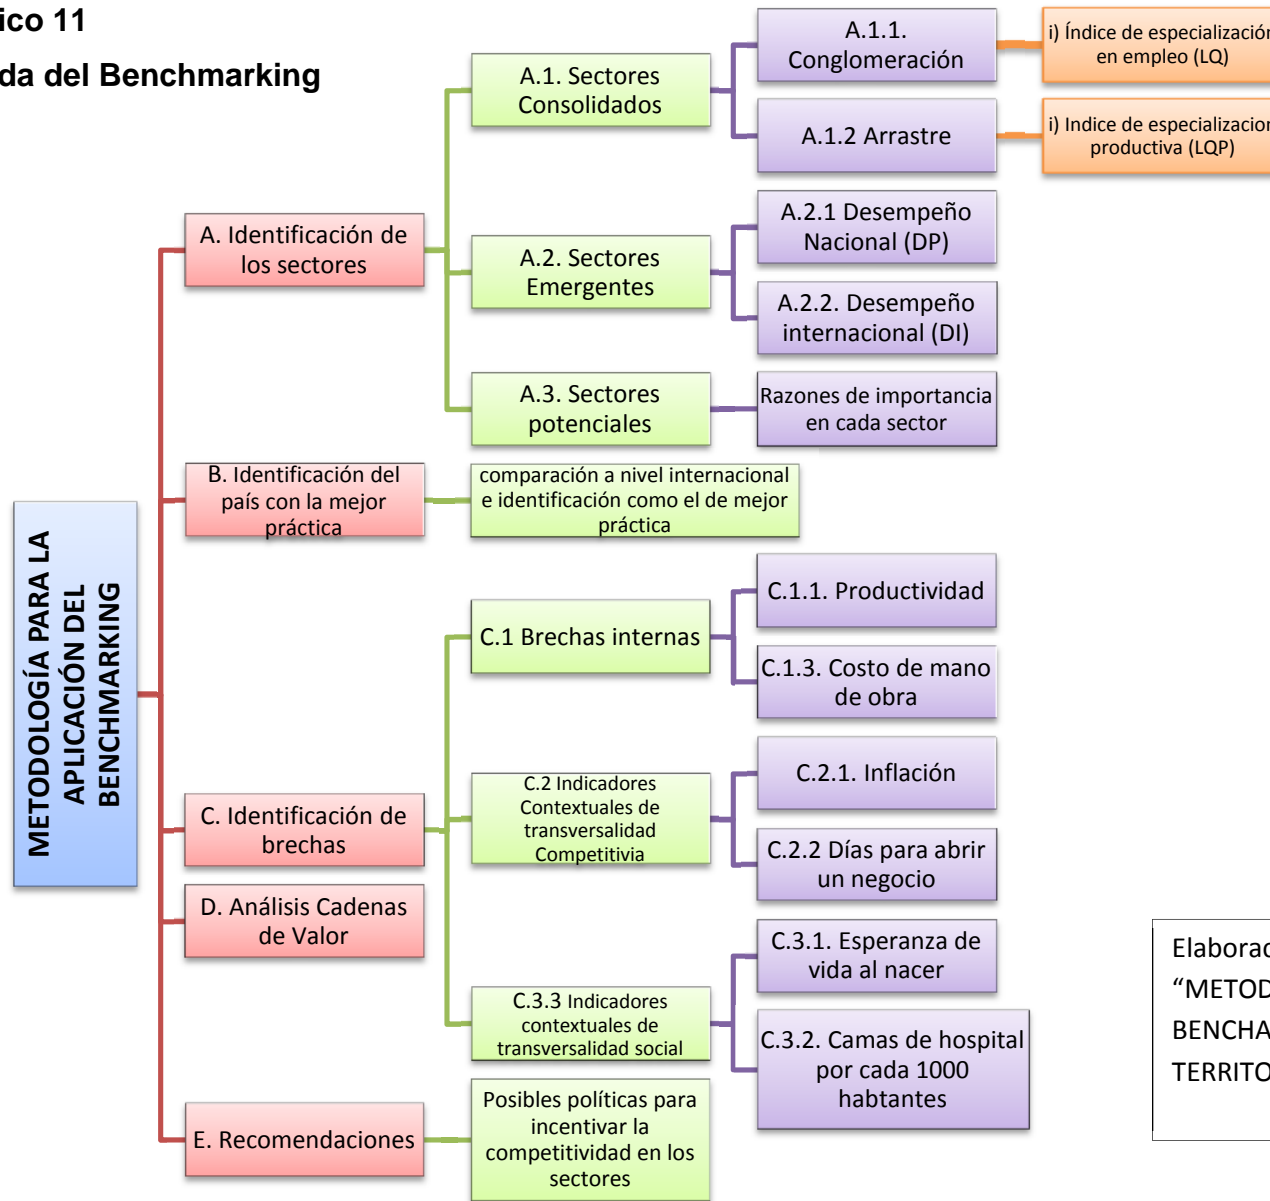 ico 11
da del Benchmarking
METODOLOGÍA PARA LA
APLICACIÓN DEL
BENCHMARKING
A. Identificación de
los sectores
A.1. Sectores
Consolidados
A.1.1.
Conglomeración
i) Índice de especialización
en empleo (LQ)
A.1.2 Arrastre
i) Indice de especializacion
productiva (LQP)
A.2. Sectores
Emergentes
A.2.1 Desempeño
Nacional (DP)
A.2.2. Desempeño
internacional (DI)
A.3. Sectores
potenciales
Razones de importancia
en cada sector
B. Identificación del
país con la mejor
práctica
comparación a nivel internacional
e identificación como el de mejor
práctica
C. Identificación de
brechas
C.1 Brechas internas
C.1.1. Productividad
C.1.3. Costo de mano
de obra
C.2 Indicadores
Contextuales de
transversalidad
Competitivia
C.2.1. Inflación
C.2.2 Días para abrir
un negocio
C.3.3 Indicadores
contextuales de
transversalidad social
C.3.1. Esperanza de
vida al nacer
C.3.2. Camas de hospital
por cada 1000
habtantes
D. Análisis Cadenas
de Valor
E. Recomendaciones
Posibles políticas para
incentivar la
competitividad en los
sectores
Elaborac
“METOD
BENCHA
TERRITO